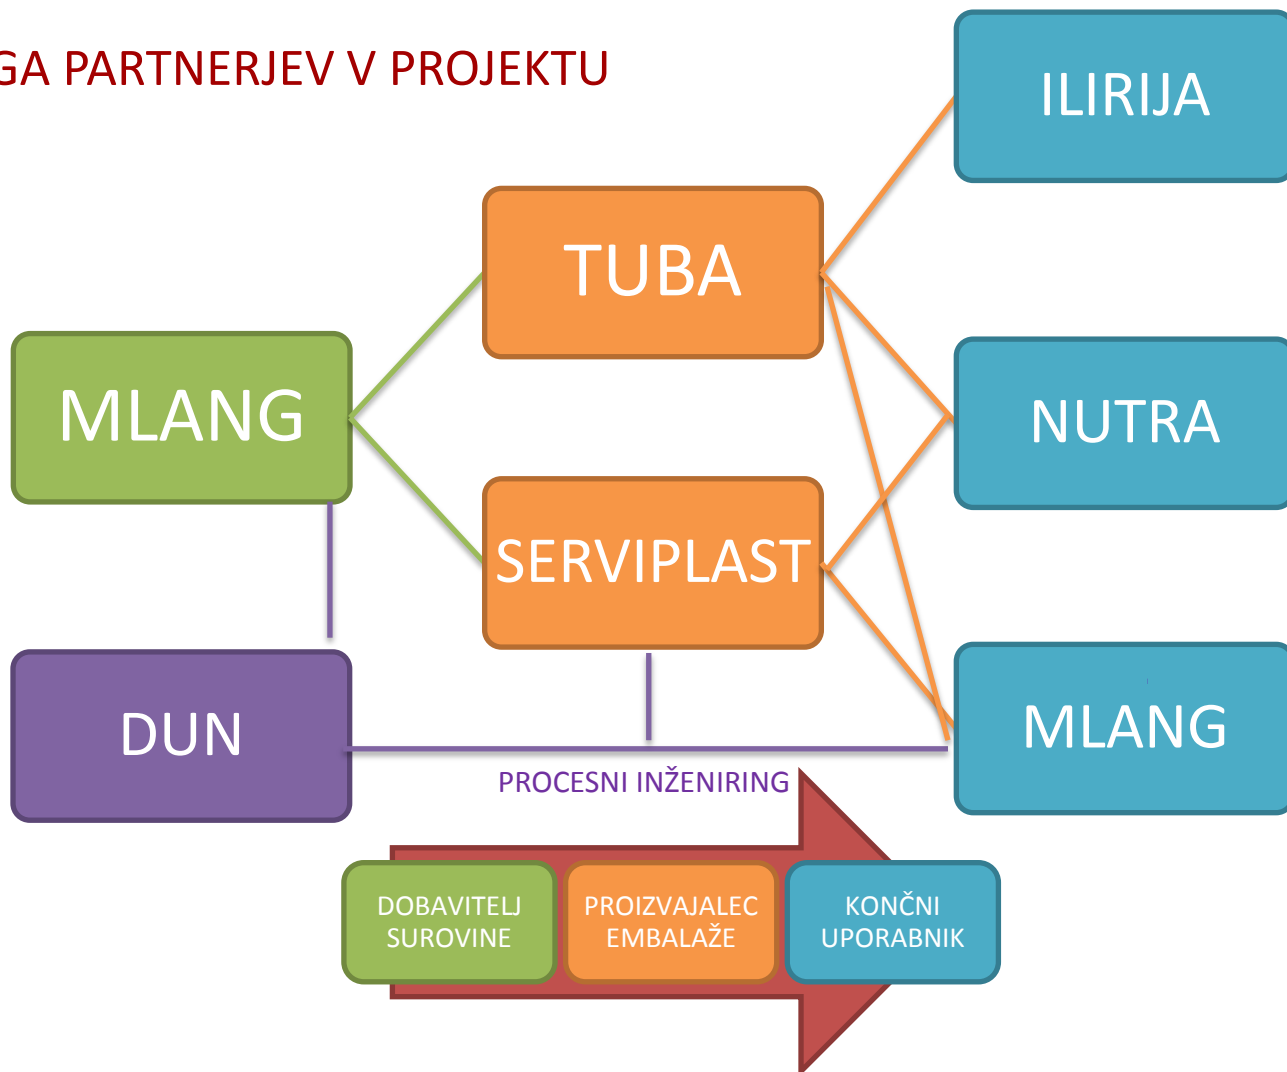 GA PARTNERJEV V PROJEKTU
ILIRIJA
TUBA
MLANG
NUTRA
SERVIPLAST
DUN
MLANG
PROCESNI INŽENIRING
DOBAVITELJ
SUROVINE
PROIZVAJALEC
EMBALAŽE
KONČNI
UPORABNIK